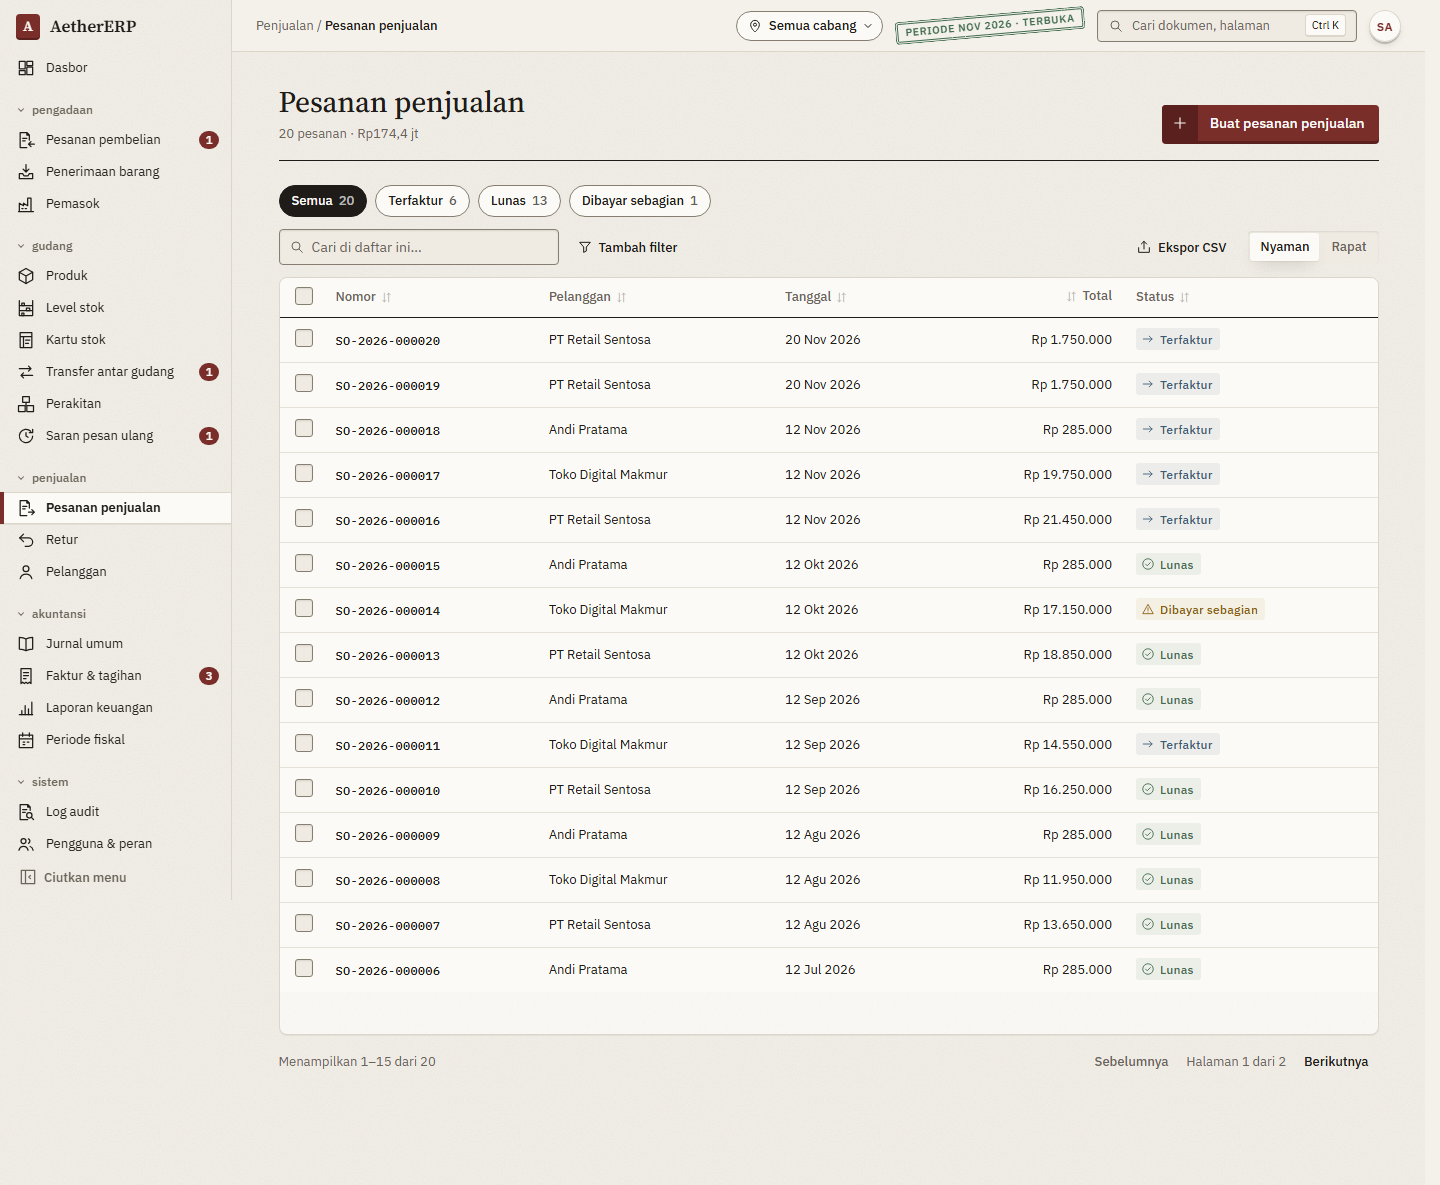 A AetherERP
Penjualan / Pesanan penjualan
Semua cabang
PERIODE NOV 2026 · TERBUKA
Cari dokumen, halaman Ctrl K
SA
Dasbor
pengadaan
Pesanan pembelian 1
Penerimaan barang
Pemasok
gudang
Produk
Level stok
Kartu stok
Transfer antar gudang 1
Perakitan
Saran pesan ulang 1
penjualan
Pesanan penjualan
Retur
Pelanggan
akuntansi
Jurnal umum
Faktur & tagihan 3
Laporan keuangan
Periode fiskal
sistem
Log audit
Pengguna & peran
Ciutkan menu
Pesanan penjualan
20 pesanan · Rp174,4 jt
Buat pesanan penjualan
Semua 20 Terfaktur 6 Lunas 13 Dibayar sebagian 1
Cari di daftar ini... Tambah filter Ekspor CSV Nyaman Rapat
Nomor Pelanggan Tanggal Total Status
SO-2026-000020 PT Retail Sentosa 20 Nov 2026 Rp 1.750.000 Terfaktur
SO-2026-000019 PT Retail Sentosa 20 Nov 2026 Rp 1.750.000 Terfaktur
SO-2026-000018 Andi Pratama 12 Nov 2026 Rp 285.000 Terfaktur
SO-2026-000017 Toko Digital Makmur 12 Nov 2026 Rp 19.750.000 Terfaktur
SO-2026-000016 PT Retail Sentosa 12 Nov 2026 Rp 21.450.000 Terfaktur
SO-2026-000015 Andi Pratama 12 Okt 2026 Rp 285.000 Lunas
SO-2026-000014 Toko Digital Makmur 12 Okt 2026 Rp 17.150.000 Dibayar sebagian
SO-2026-000013 PT Retail Sentosa 12 Okt 2026 Rp 18.850.000 Lunas
SO-2026-000012 Andi Pratama 12 Sep 2026 Rp 285.000 Lunas
SO-2026-000011 Toko Digital Makmur 12 Sep 2026 Rp 14.550.000 Terfaktur
SO-2026-000010 PT Retail Sentosa 12 Sep 2026 Rp 16.250.000 Lunas
SO-2026-000009 Andi Pratama 12 Agu 2026 Rp 285.000 Lunas
SO-2026-000008 Toko Digital Makmur 12 Agu 2026 Rp 11.950.000 Lunas
SO-2026-000007 PT Retail Sentosa 12 Agu 2026 Rp 13.650.000 Lunas
SO-2026-000006 Andi Pratama 12 Jul 2026 Rp 285.000 Lunas
Menampilkan 1–15 dari 20 Sebelumnya Halaman 1 dari 2 Berikutnya